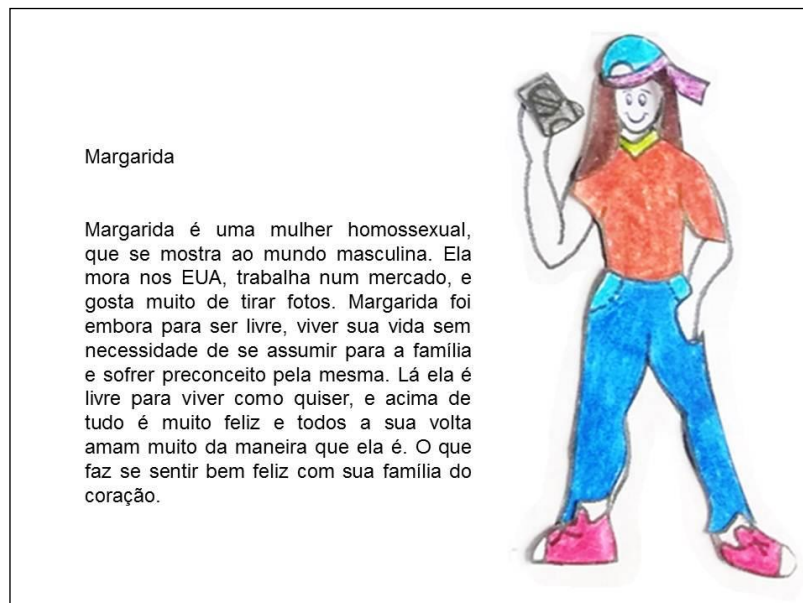 Margarida
Margarida é uma mulher homossexual,
que se mostra ao mundo masculina. Ela
mora nos EUA, trabalha num mercado, e
gosta muito de tirar fotos. Margarida foi
embora para ser livre, viver sua vida sem
necessidade de se assumir para a família
e sofrer preconceito pela mesma. Lá ela é
livre para viver como quiser, e acima de
tudo é muito feliz e todos a sua volta
amam muito da maneira que ela é. O que
faz se sentir bem feliz com sua família do
coração.